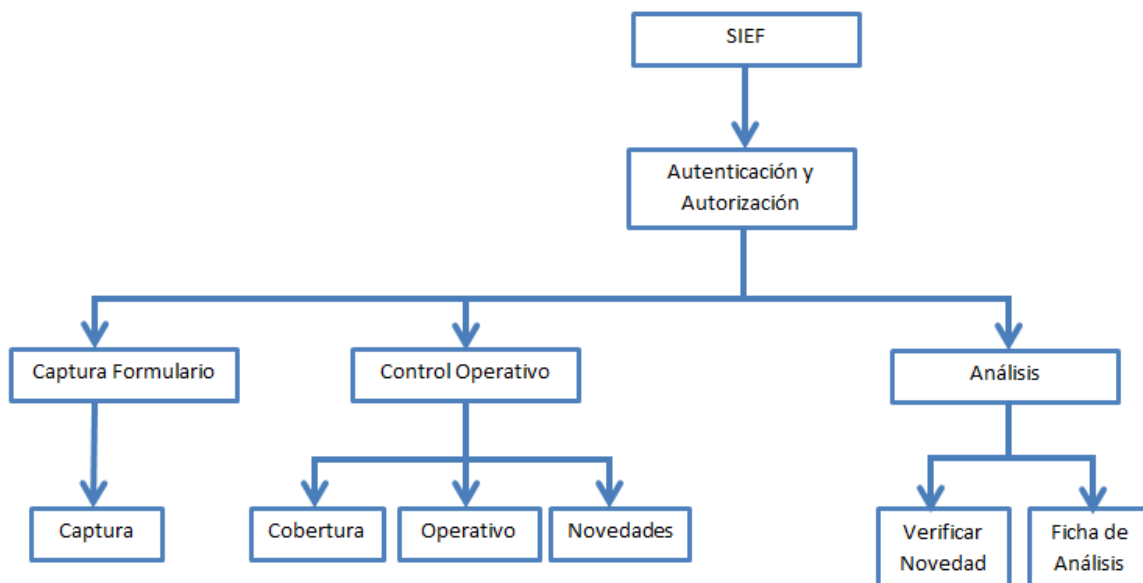 SIEF
Autenticación y
Autorización
Captura Formulario
Control Operativo
Análisis
Captura
Cobertura
Operativo
Novedades
Verificar
Novedad
Ficha de
Análisis